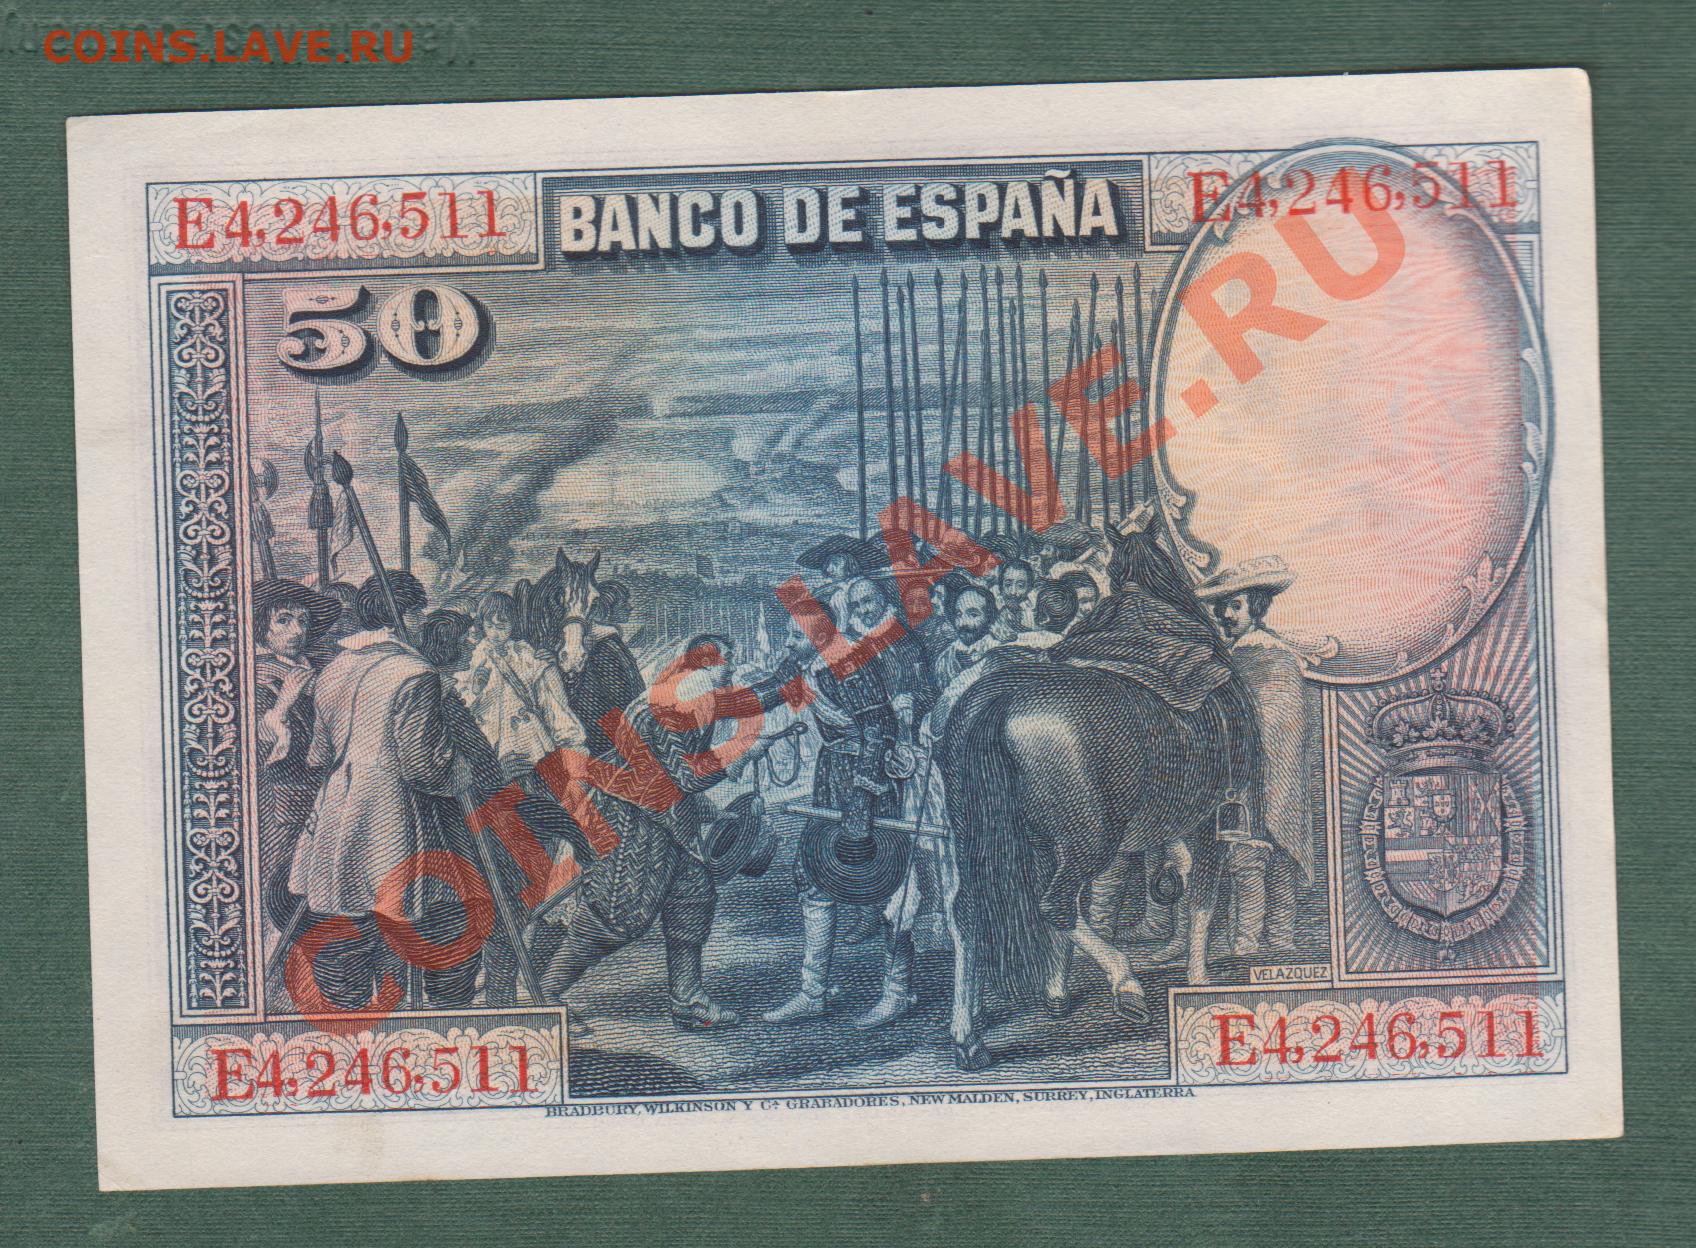 COINS.LAVE.RU
E4,246,511
BANCO DE ESPAÑA
E4,246,511
50
COINS.LAVE.RU
VELAZQUEZ
E4,246,511
E4,246,511
BRADBURY, WILKINSON Y Cª. GRABADORES, NEW MALDEN, SURREY, INGLATERRA